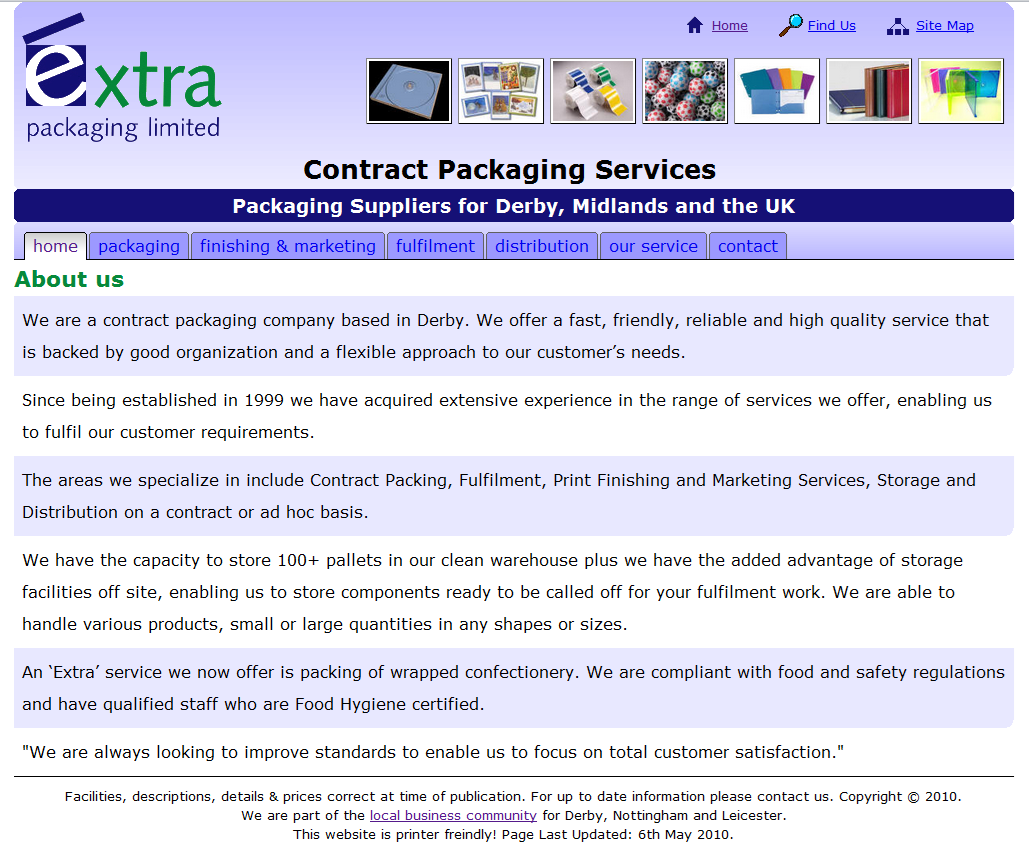 Home Find Us Site Map
extra
packaging limited
Contract Packaging Services
Packaging Suppliers for Derby, Midlands and the UK
home packaging finishing & marketing fulfilment distribution our service contact
About us
We are a contract packaging company based in Derby. We offer a fast, friendly, reliable and high quality service that
is backed by good organization and a flexible approach to our customer’s needs.
Since being established in 1999 we have acquired extensive experience in the range of services we offer, enabling us
to fulfil our customer requirements.
The areas we specialize in include Contract Packing, Fulfilment, Print Finishing and Marketing Services, Storage and
Distribution on a contract or ad hoc basis.
We have the capacity to store 100+ pallets in our clean warehouse plus we have the added advantage of storage
facilities off site, enabling us to store components ready to be called off for your fulfilment work. We are able to
handle various products, small or large quantities in any shapes or sizes.
An ‘Extra’ service we now offer is packing of wrapped confectionery. We are compliant with food and safety regulations
and have qualified staff who are Food Hygiene certified.
"We are always looking to improve standards to enable us to focus on total customer satisfaction."
Facilities, descriptions, details & prices correct at time of publication. For up to date information please contact us. Copyright © 2010.
We are part of the local business community for Derby, Nottingham and Leicester.
This website is printer freindly! Page Last Updated: 6th May 2010.